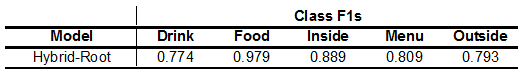 Class F1s
Model Drink Food Inside Menu Outside
Hybrid-Root 0.774 0.979 0.889 0.809 0.793